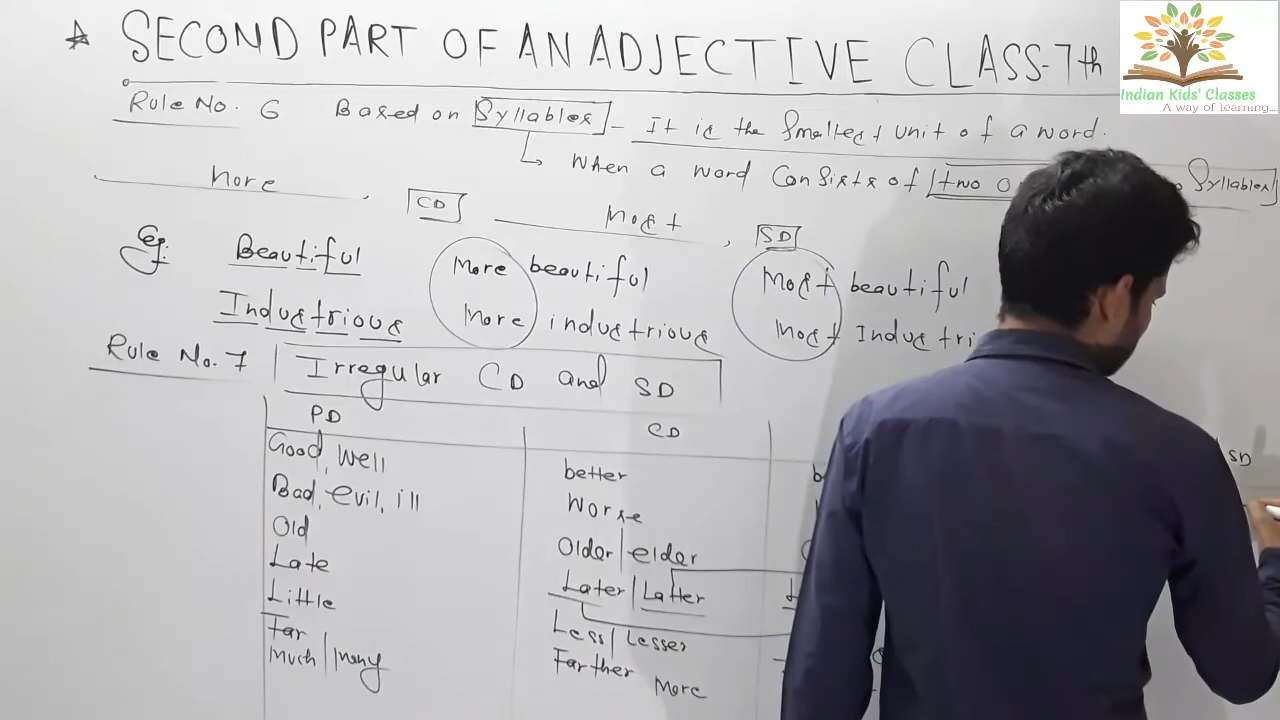 ☆ SECOND PART OF AN ADJECTIVE CLASS-7th
Indian Kids' Classes
A way of learning...
Rule No. 6 Based on Syllables - It is the smallest unit of a word.
When a word consists of two o Syllables
more , CD most , SD
Eg. Beautiful more beautiful most beautiful
Industrious more industrious most Industri
Rule No. 7 Irregular CD and SD
PD CD SD
Good, well better b
Bad, evil, ill worse
Old Older/elder
Late Later/Latter
Little Less/Lesser
Far Farther
much/many more